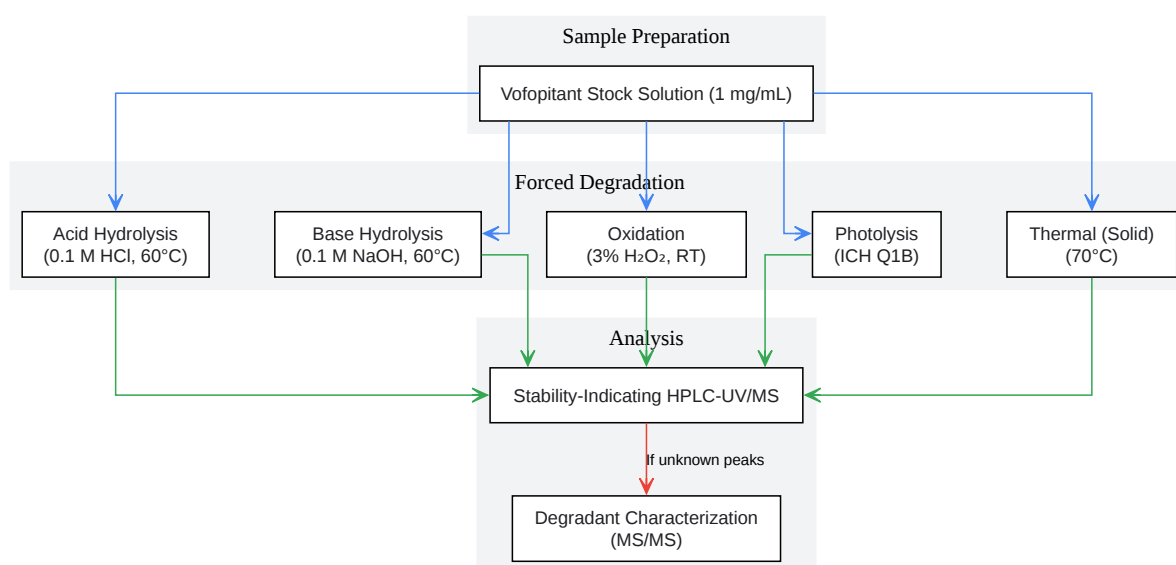 Sample Preparation
Vofopitant Stock Solution (1 mg/mL)
Forced Degradation
Acid Hydrolysis
(0.1 M HCl, 60°C)
Base Hydrolysis
(0.1 M NaOH, 60°C)
Oxidation
(3% H₂O₂, RT)
Photolysis
(ICH Q1B)
Thermal (Solid)
(70°C)
Analysis
Stability-Indicating HPLC-UV/MS
If unknown peaks
Degradant Characterization
(MS/MS)